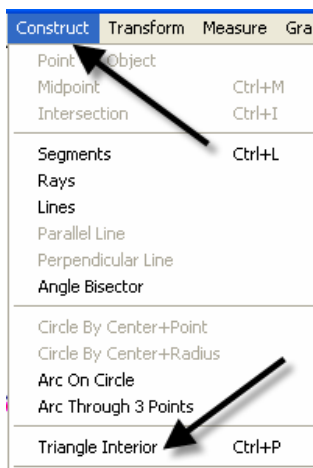 Construct Transform Measure Gra
Point Object
Midpoint Ctrl+M
Intersection Ctrl+I
Segments Ctrl+L
Rays
Lines
Parallel Line
Perpendicular Line
Angle Bisector
Circle By Center+Point
Circle By Center+Radius
Arc On Circle
Arc Through 3 Points
Triangle Interior Ctrl+P